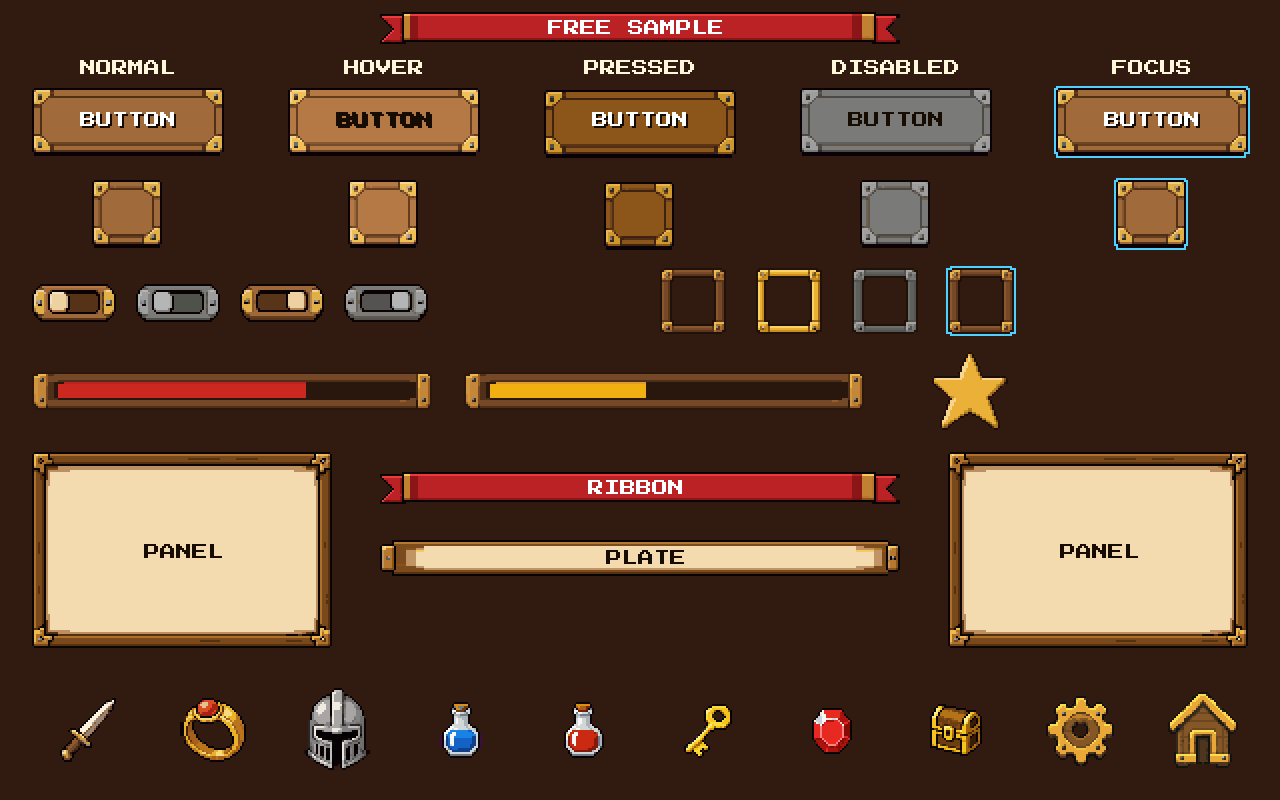 FREE SAMPLE
NORMAL HOVER PRESSED DISABLED FOCUS
BUTTON BUTTON BUTTON BUTTON BUTTON
RIBBON
PANEL PLATE PANEL